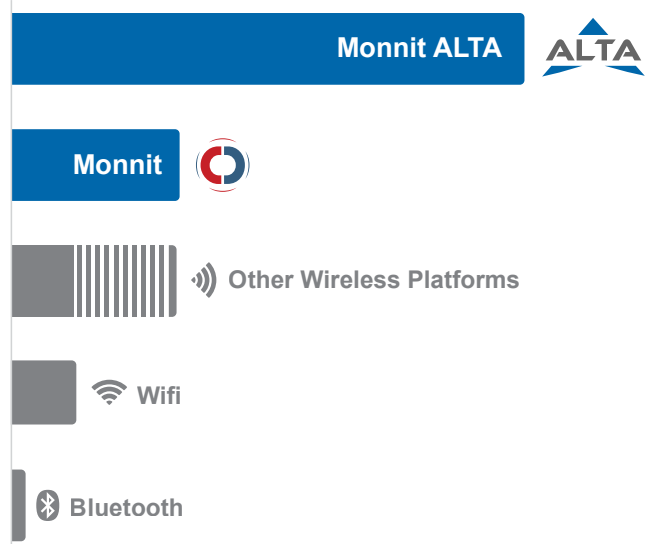 Monnit ALTA
ALTA
Monnit
Other Wireless Platforms
Wifi
Bluetooth